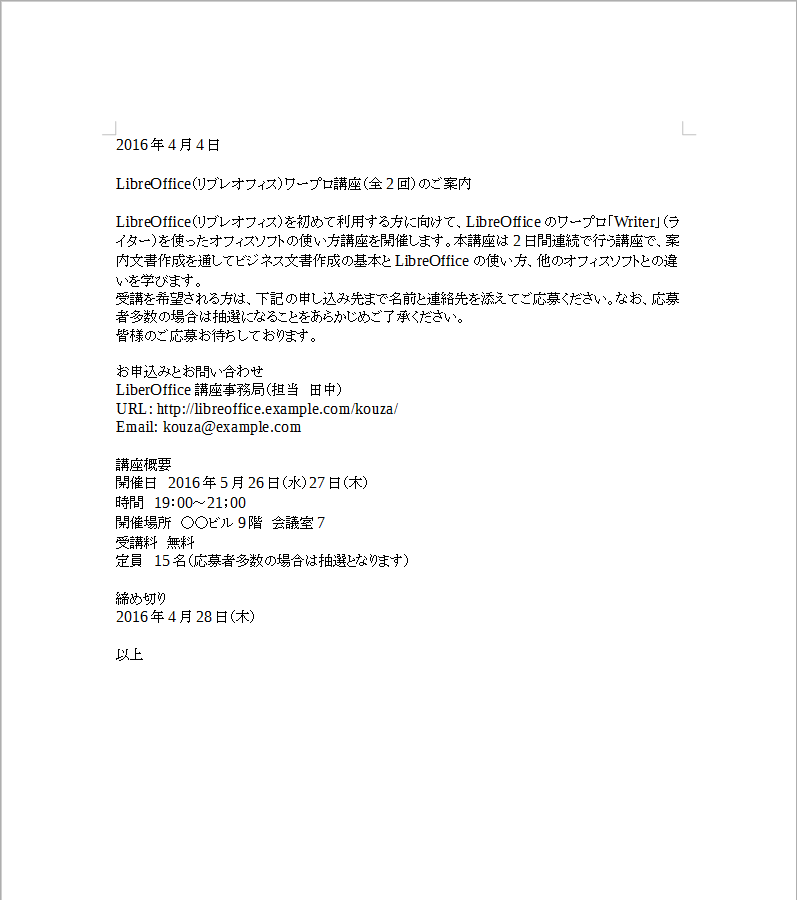 2016年4月4日
LibreOffice(リブレオフィス)ワープロ講座(全2回)のご案内
LibreOffice(リブレオフィス)を初めて利用する方に向けて、LibreOfficeのワープロ「Writer」(ラ
イター)を使ったオフィスソフトの使い方講座を開催します。本講座は2日間連続で行う講座で、案
内文書作成を通してビジネス文書作成の基本とLibreOfficeの使い方、他のオフィスソフトとの違
いを学びます。
受講を希望される方は、下記の申し込み先まで名前と連絡先を添えてご応募ください。なお、応募
者多数の場合は抽選になることをあらかじめご了承ください。
皆様のご応募お待ちしております。
お申込みとお問い合わせ
LiberOffice講座事務局(担当　田中)
URL: http://libreoffice.example.com/kouza/
Email: kouza@example.com
講座概要
開催日　2016年5月26日(水)27日(木)
時間　19:00〜21;00
開催場所　〇〇ビル9階　会議室7
受講料　無料
定員　15名(応募者多数の場合は抽選となります)
締め切り
2016年4月28日(木)
以上